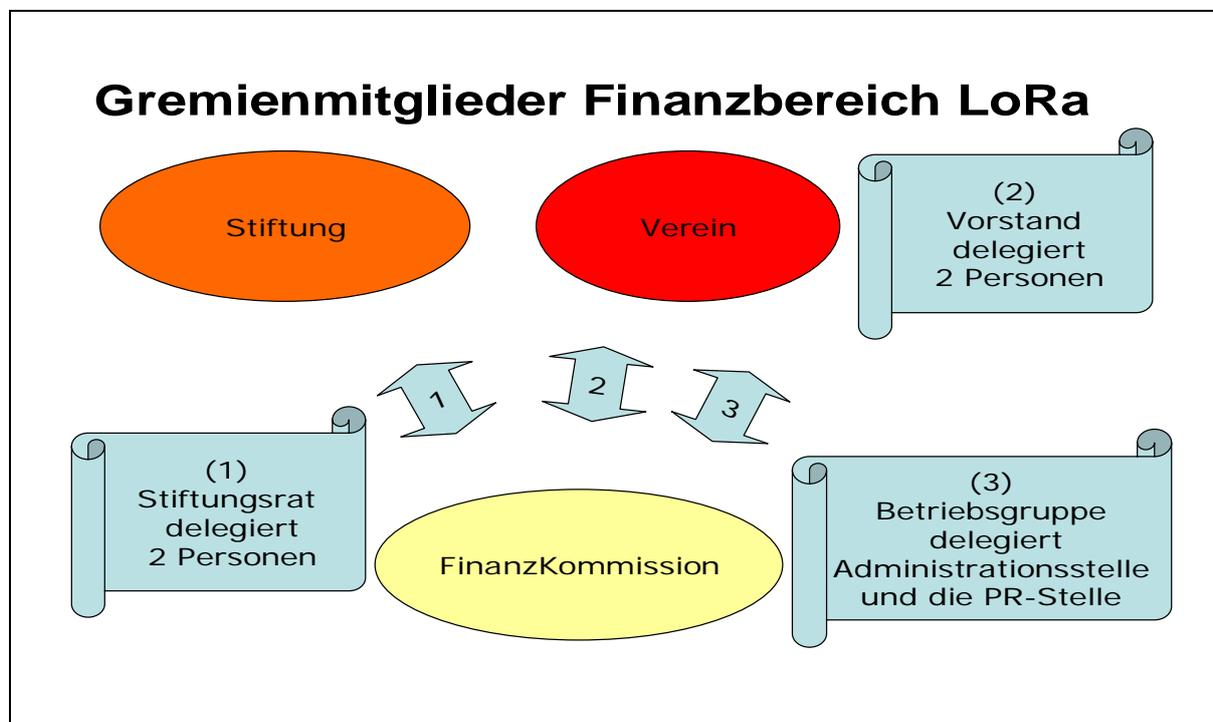 Gremienmitglieder Finanzbereich LoRa
Stiftung
Verein
(2)
Vorstand
delegiert
2 Personen
1
2
3
(1)
Stiftungsrat
delegiert
2 Personen
FinanzKommission
(3)
Betriebsgruppe
delegiert
Administrationsstelle
und die PR-Stelle